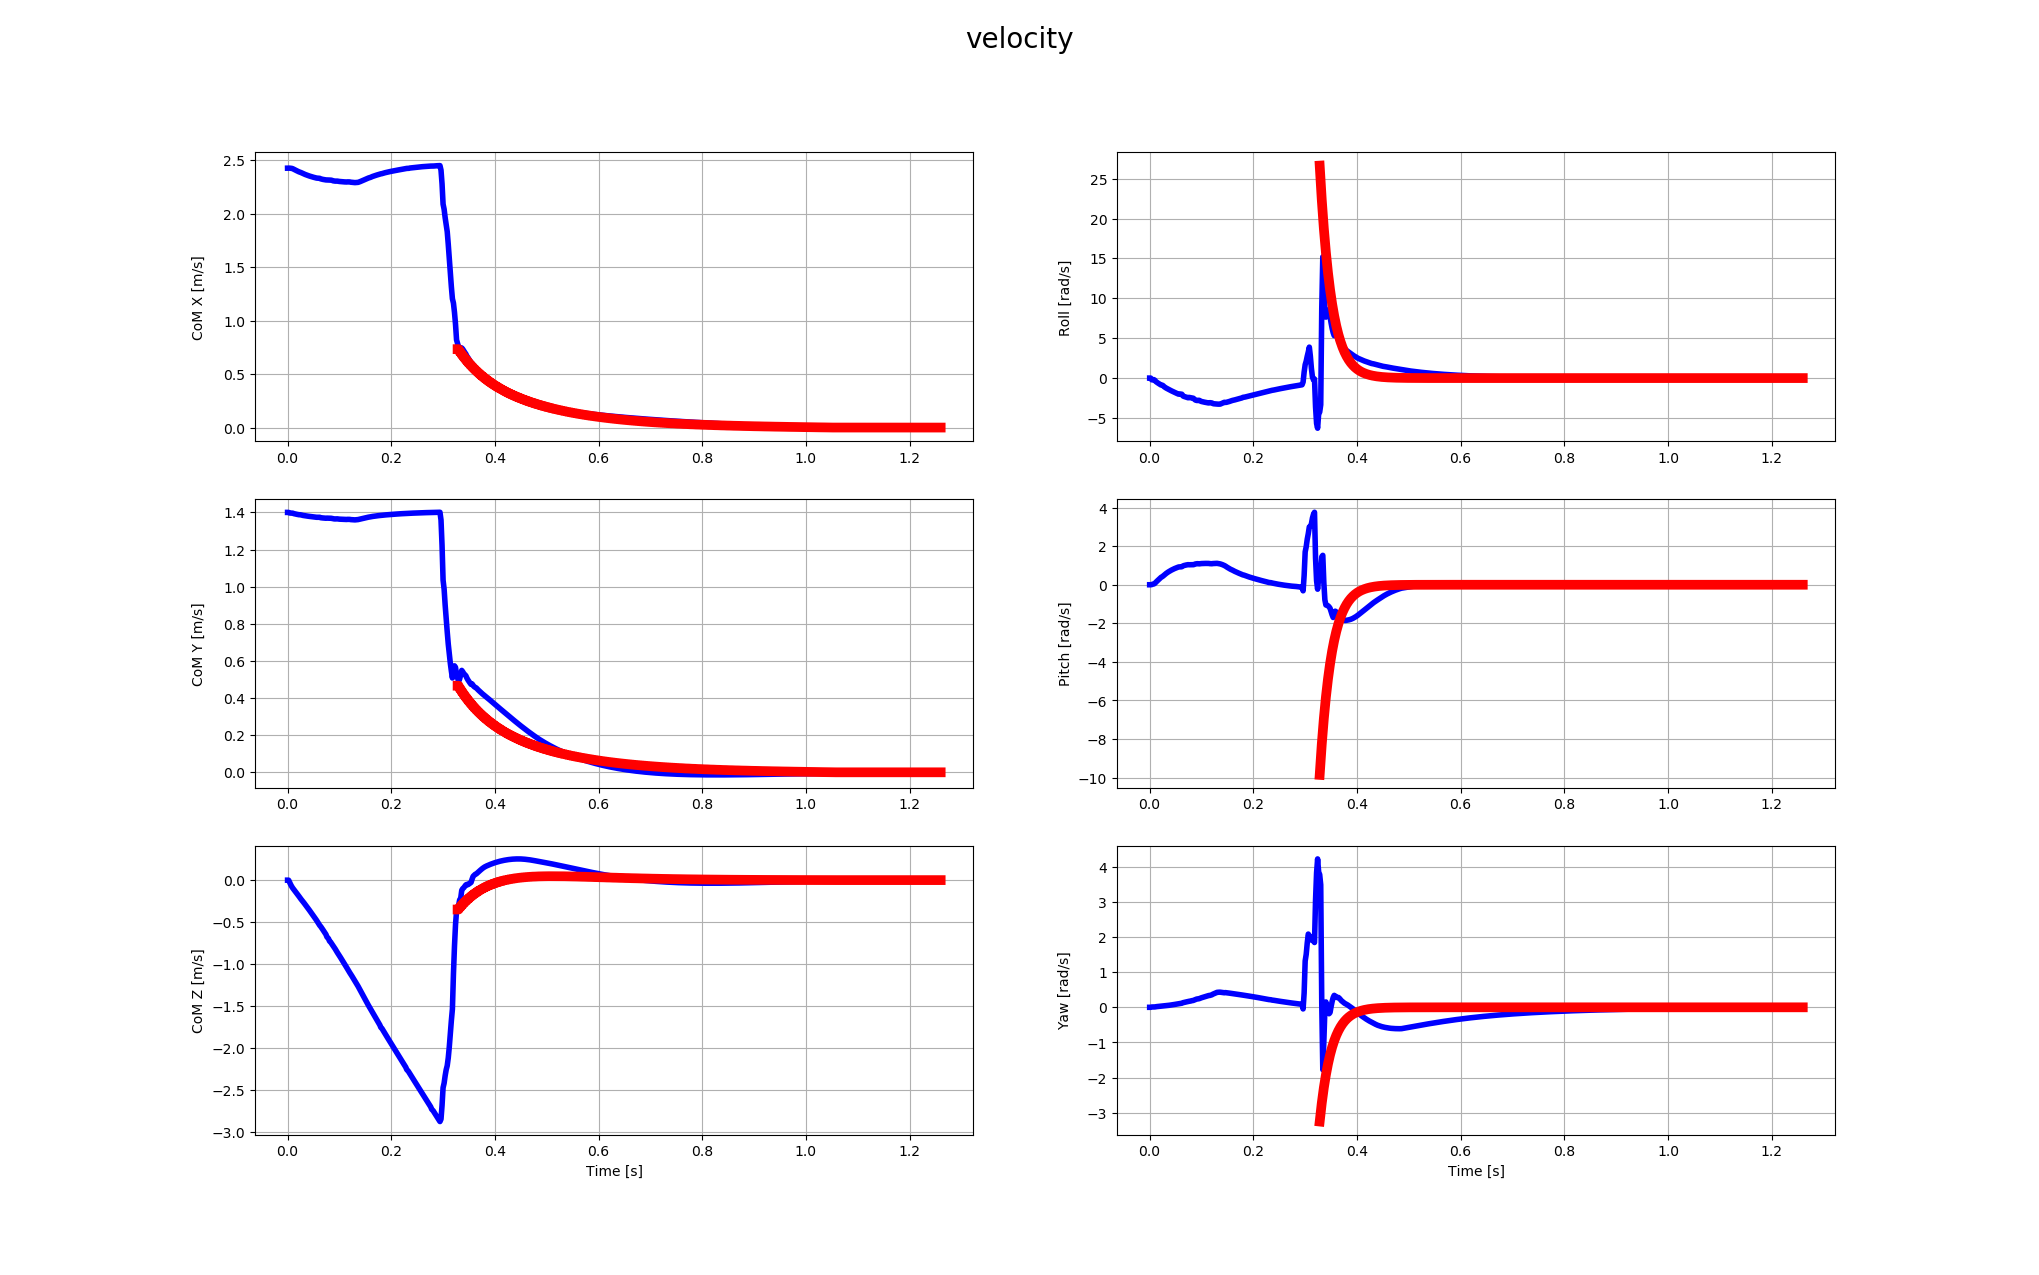 velocity
CoM X [m/s]
2.5
2.0
1.5
1.0
0.5
0.0
0.0 0.2 0.4 0.6 0.8 1.0 1.2
Roll [rad/s]
25
20
15
10
5
0
−5
0.0 0.2 0.4 0.6 0.8 1.0 1.2
CoM Y [m/s]
1.4
1.2
1.0
0.8
0.6
0.4
0.2
0.0
0.0 0.2 0.4 0.6 0.8 1.0 1.2
Pitch [rad/s]
4
2
0
−2
−4
−6
−8
−10
0.0 0.2 0.4 0.6 0.8 1.0 1.2
CoM Z [m/s]
0.0
−0.5
−1.0
−1.5
−2.0
−2.5
−3.0
0.0 0.2 0.4 0.6 0.8 1.0 1.2
Time [s]
Yaw [rad/s]
4
3
2
1
0
−1
−2
−3
0.0 0.2 0.4 0.6 0.8 1.0 1.2
Time [s]